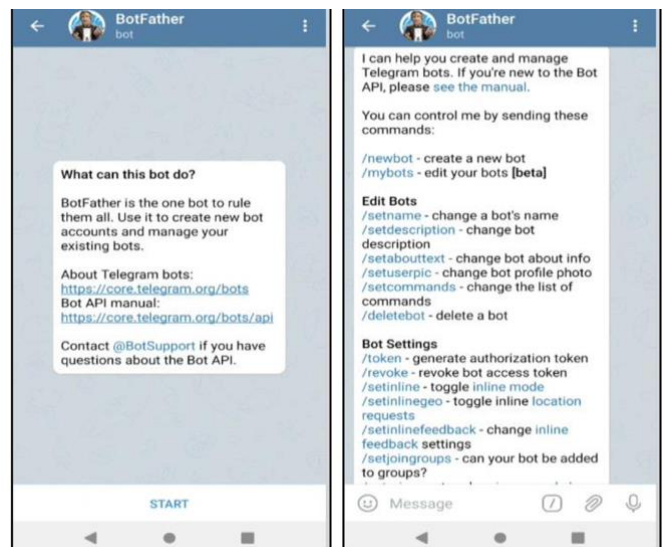 BotFather
bot
What can this bot do?
BotFather is the one bot to rule
them all. Use it to create new bot
accounts and manage your
existing bots.
About Telegram bots:
https://core.telegram.org/bots
Bot API manual:
https://core.telegram.org/bots/api
Contact @BotSupport if you have
questions about the Bot API.
START
BotFather
bot
I can help you create and manage
Telegram bots. If you're new to the Bot
API, please see the manual.
You can control me by sending these
commands:
/newbot - create a new bot
/mybots - edit your bots [beta]
Edit Bots
/setname - change a bot's name
/setdescription - change bot
description
/setabouttext - change bot about info
/setuserpic - change bot profile photo
/setcommands - change the list of
commands
/deletebot - delete a bot
Bot Settings
/token - generate authorization token
/revoke - revoke bot access token
/setinline - toggle inline mode
/setinlinegeo - toggle inline location
requests
/setinlinefeedback - change inline
feedback settings
/setjoingroups - can your bot be added
to groups?
Message